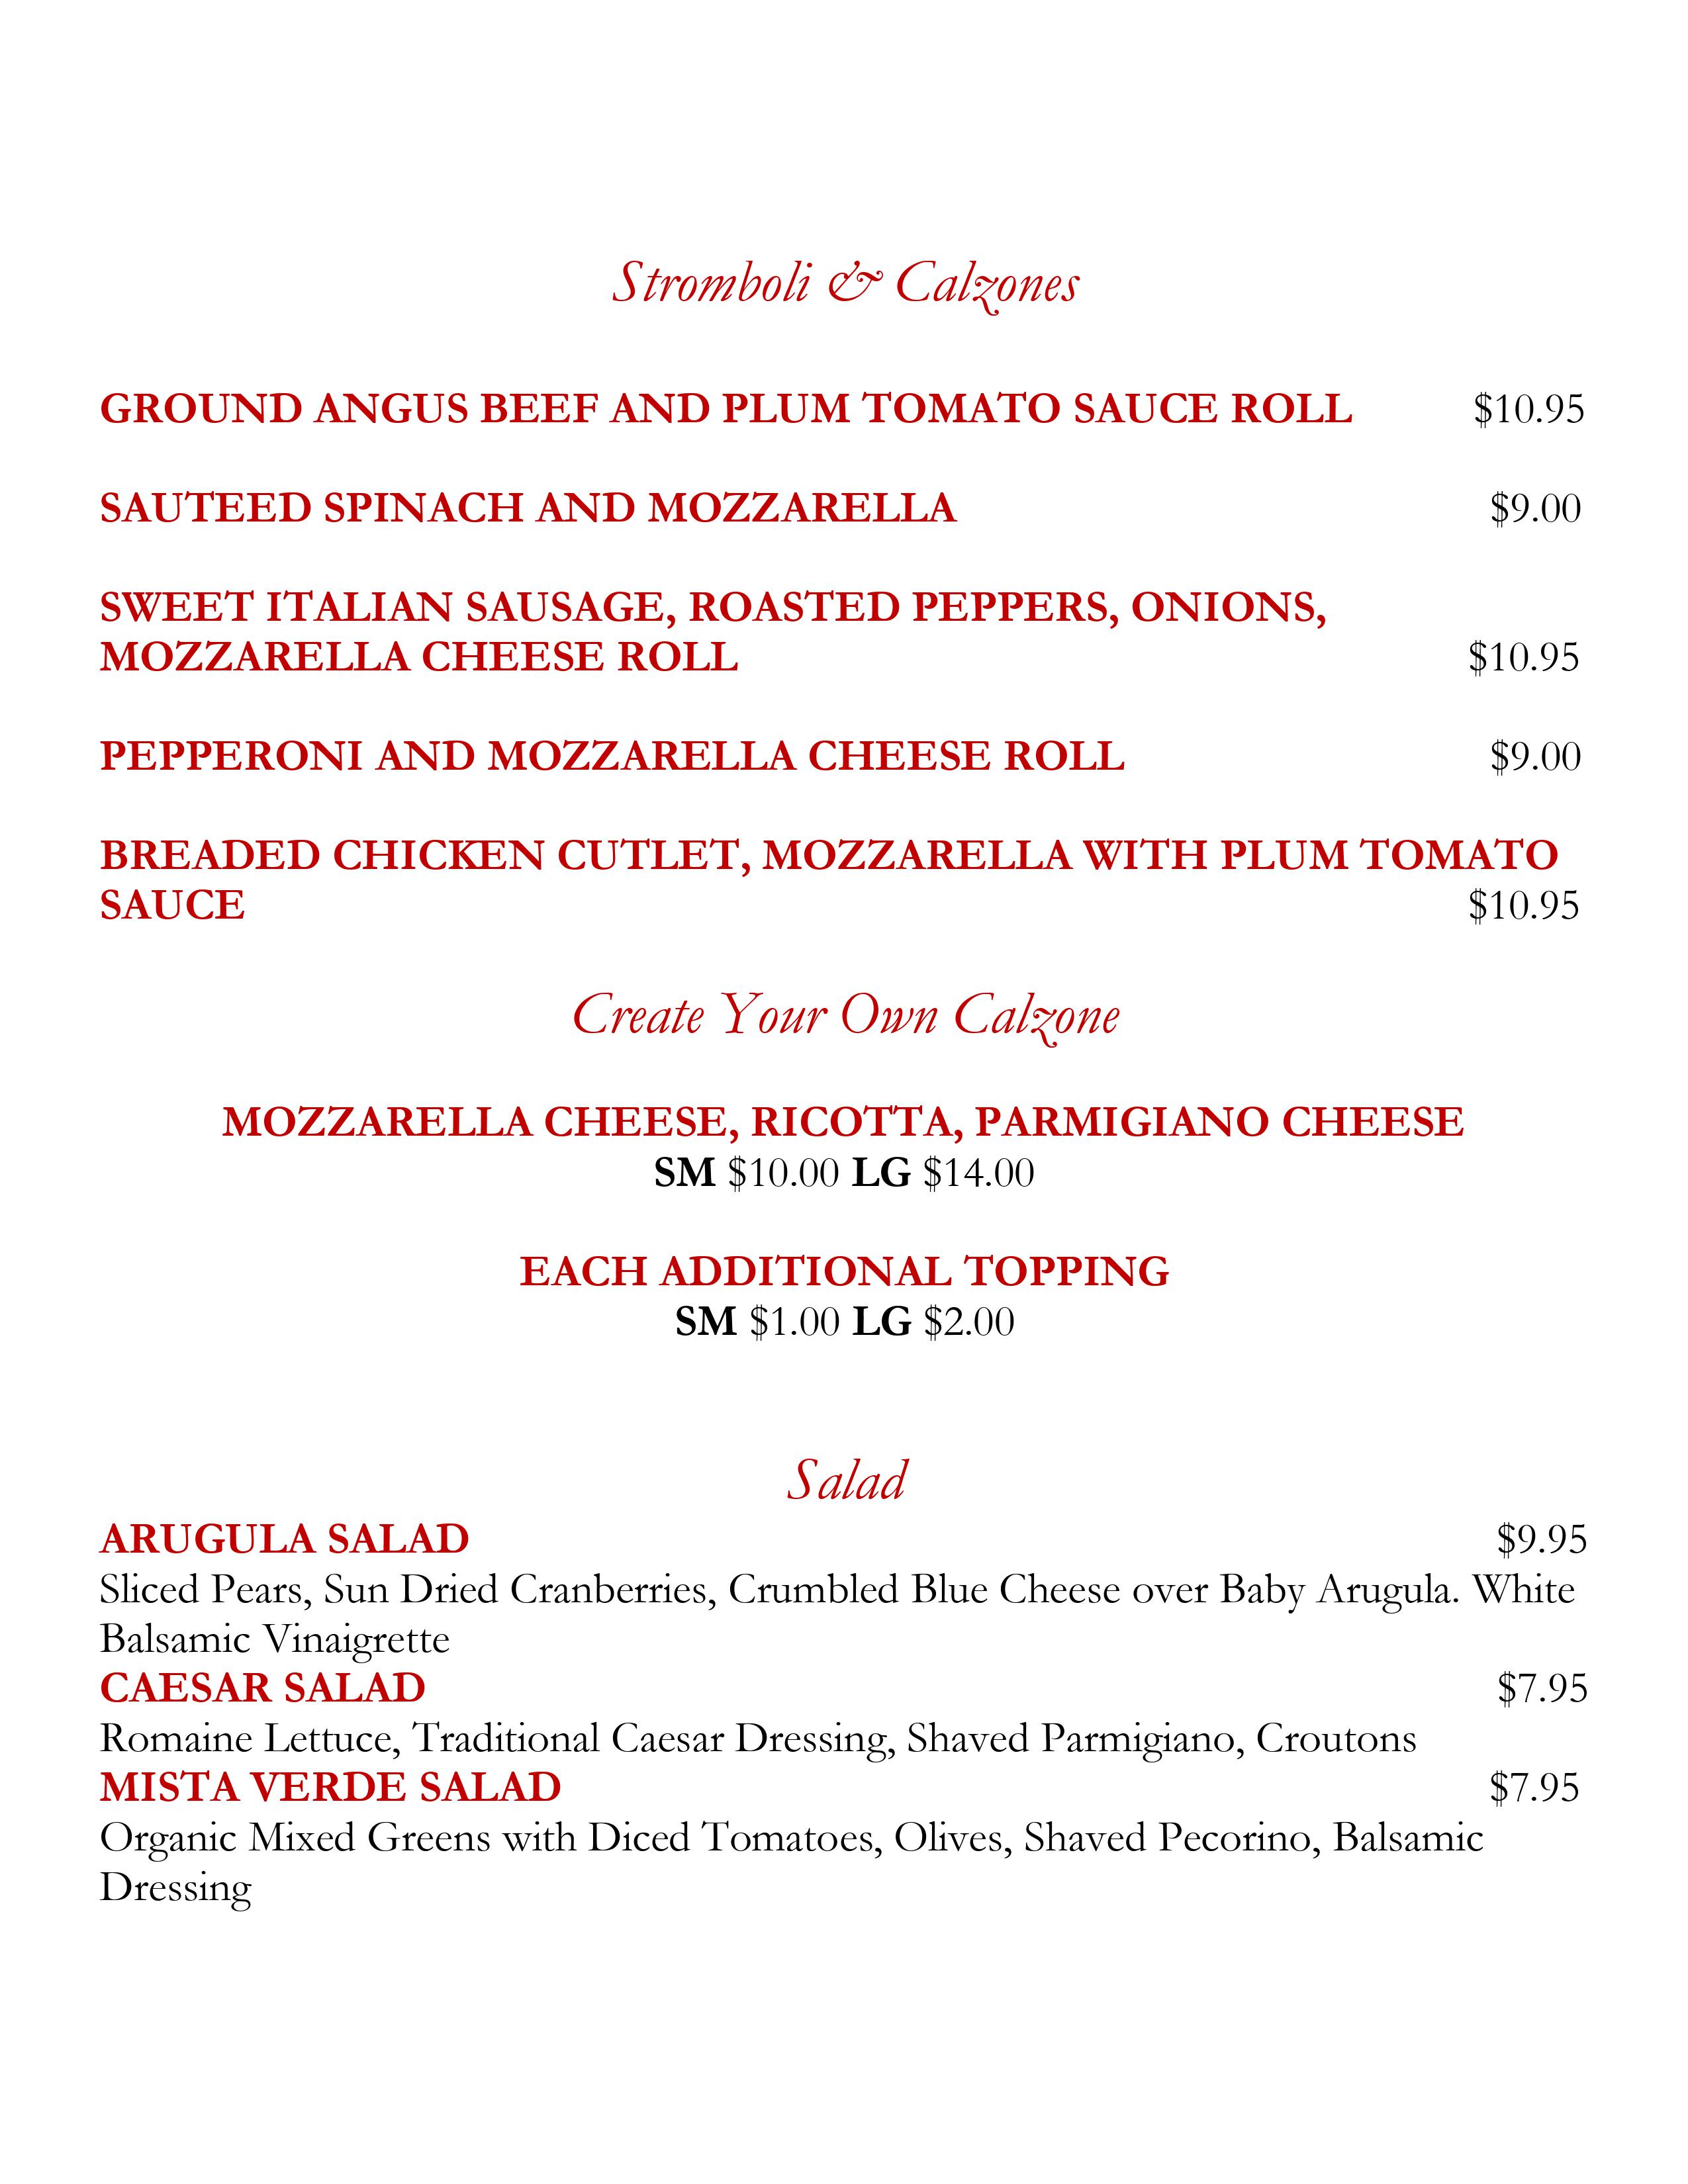 Stromboli & Calzones
GROUND ANGUS BEEF AND PLUM TOMATO SAUCE ROLL $10.95
SAUTEED SPINACH AND MOZZARELLA $9.00
SWEET ITALIAN SAUSAGE, ROASTED PEPPERS, ONIONS,
MOZZARELLA CHEESE ROLL $10.95
PEPPERONI AND MOZZARELLA CHEESE ROLL $9.00
BREADED CHICKEN CUTLET, MOZZARELLA WITH PLUM TOMATO
SAUCE $10.95
Create Your Own Calzone
MOZZARELLA CHEESE, RICOTTA, PARMIGIANO CHEESE
SM $10.00 LG $14.00
EACH ADDITIONAL TOPPING
SM $1.00 LG $2.00
Salad
ARUGULA SALAD $9.95
Sliced Pears, Sun Dried Cranberries, Crumbled Blue Cheese over Baby Arugula. White
Balsamic Vinaigrette
CAESAR SALAD $7.95
Romaine Lettuce, Traditional Caesar Dressing, Shaved Parmigiano, Croutons
MISTA VERDE SALAD $7.95
Organic Mixed Greens with Diced Tomatoes, Olives, Shaved Pecorino, Balsamic
Dressing